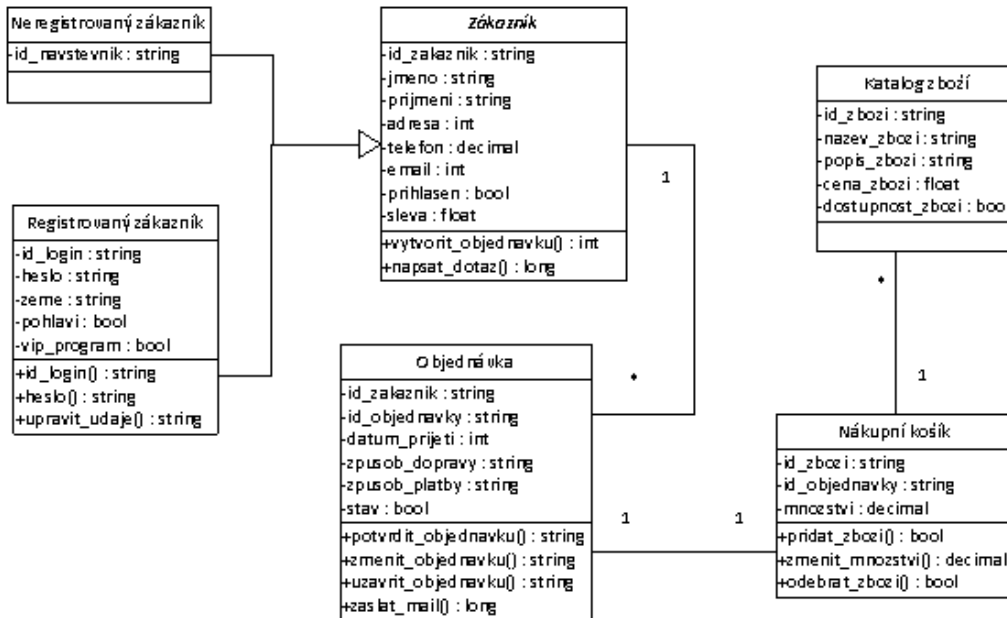 Neregistrovaný zákazník
-id_navstevnik : string
Zákazník
-id_zakaznik : string
-jmeno : string
-prijmeni : string
-adresa : int
-telefon : decimal
-email : int
-prihlasen : bool
-sleva : float
+vytvorit_objednavku() : int
+napsat_dotaz() : long
Katalog zboží
-id_zbozi : string
-nazev_zbozi : string
-popis_zbozi : string
-cena_zbozi : float
-dostupnost_zbozi : boo
1
*
Registrovaný zákazník
-id_login : string
-heslo : string
-zeme : string
-pohlavi : bool
-vip_program : bool
+id_login() : string
+heslo() : string
+upravit_udaje() : string
Objednávka
-id_zakaznik : string
-id_objednavky : string
-datum_prijeti : int
-zpusob_dopravy : string
-zpusob_platby : string
-stav : bool
+potvrdit_objednavku() : string
+zmenit_objednavku() : string
+uzavrit_objednavku() : string
+zaslat_mail() : long
*
1
Nákupní košík
-id_zbozi : string
-id_objednavky : string
-mnozstvi : decimal
+pridat_zbozi() : bool
+zmenit_mnozstvi() : decimal
+odebrat_zbozi() : bool
1
1